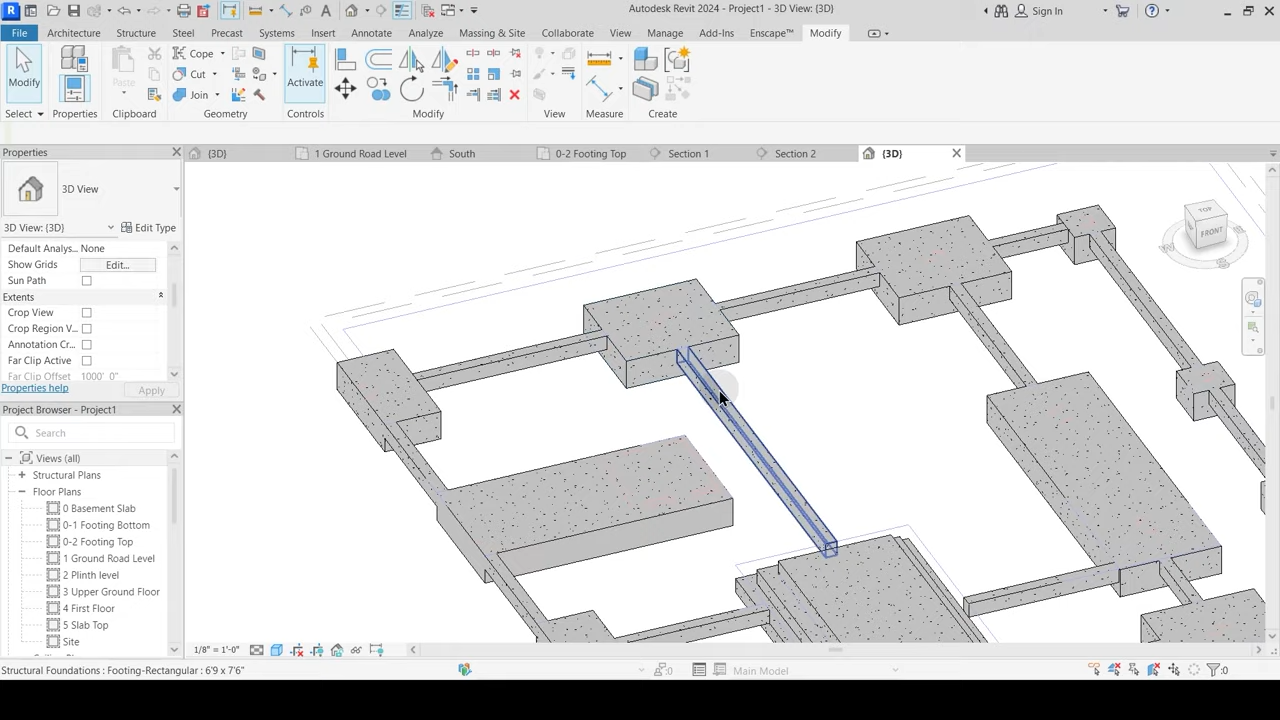 Autodesk Revit 2024 - Project1 - 3D View: {3D}
Sign In
File Architecture Structure Steel Precast Systems Insert Annotate Analyze Massing & Site Collaborate View Manage Add-Ins Enscape™ Modify
Modify
Paste
Cope
Cut
Join
Activate
Select Properties Clipboard Geometry Controls Modify View Measure Create
Properties
{3D} 1 Ground Road Level South 0-2 Footing Top Section 1 Section 2 {3D}
3D View
3D View: {3D} Edit Type
Default Analys... None
Show Grids Edit...
Sun Path
Extents
Crop View
Crop Region V...
Annotation Cr...
Far Clip Active
Far Clip Offset 1000' 0"
Properties help Apply
TOP
FRONT
W
S
Project Browser - Project1
Search
Views (all)
Structural Plans
Floor Plans
0 Basement Slab
0-1 Footing Bottom
0-2 Footing Top
1 Ground Road Level
2 Plinth level
3 Upper Ground Floor
4 First Floor
5 Slab Top
Site
1/8" = 1'-0"
Structural Foundations : Footing-Rectangular : 6'9 x 7'6"
:0
Main Model
:0